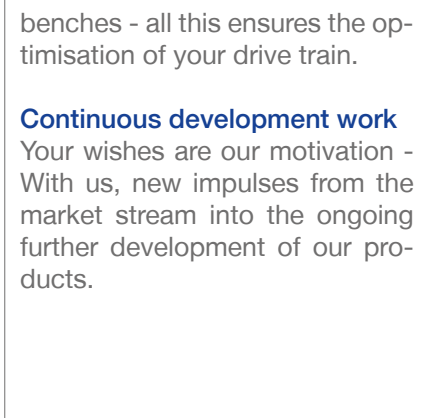 benches - all this ensures the op-
timisation of your drive train.
Continuous development work
Your wishes are our motivation -
With us, new impulses from the
market stream into the ongoing
further development of our pro-
ducts.